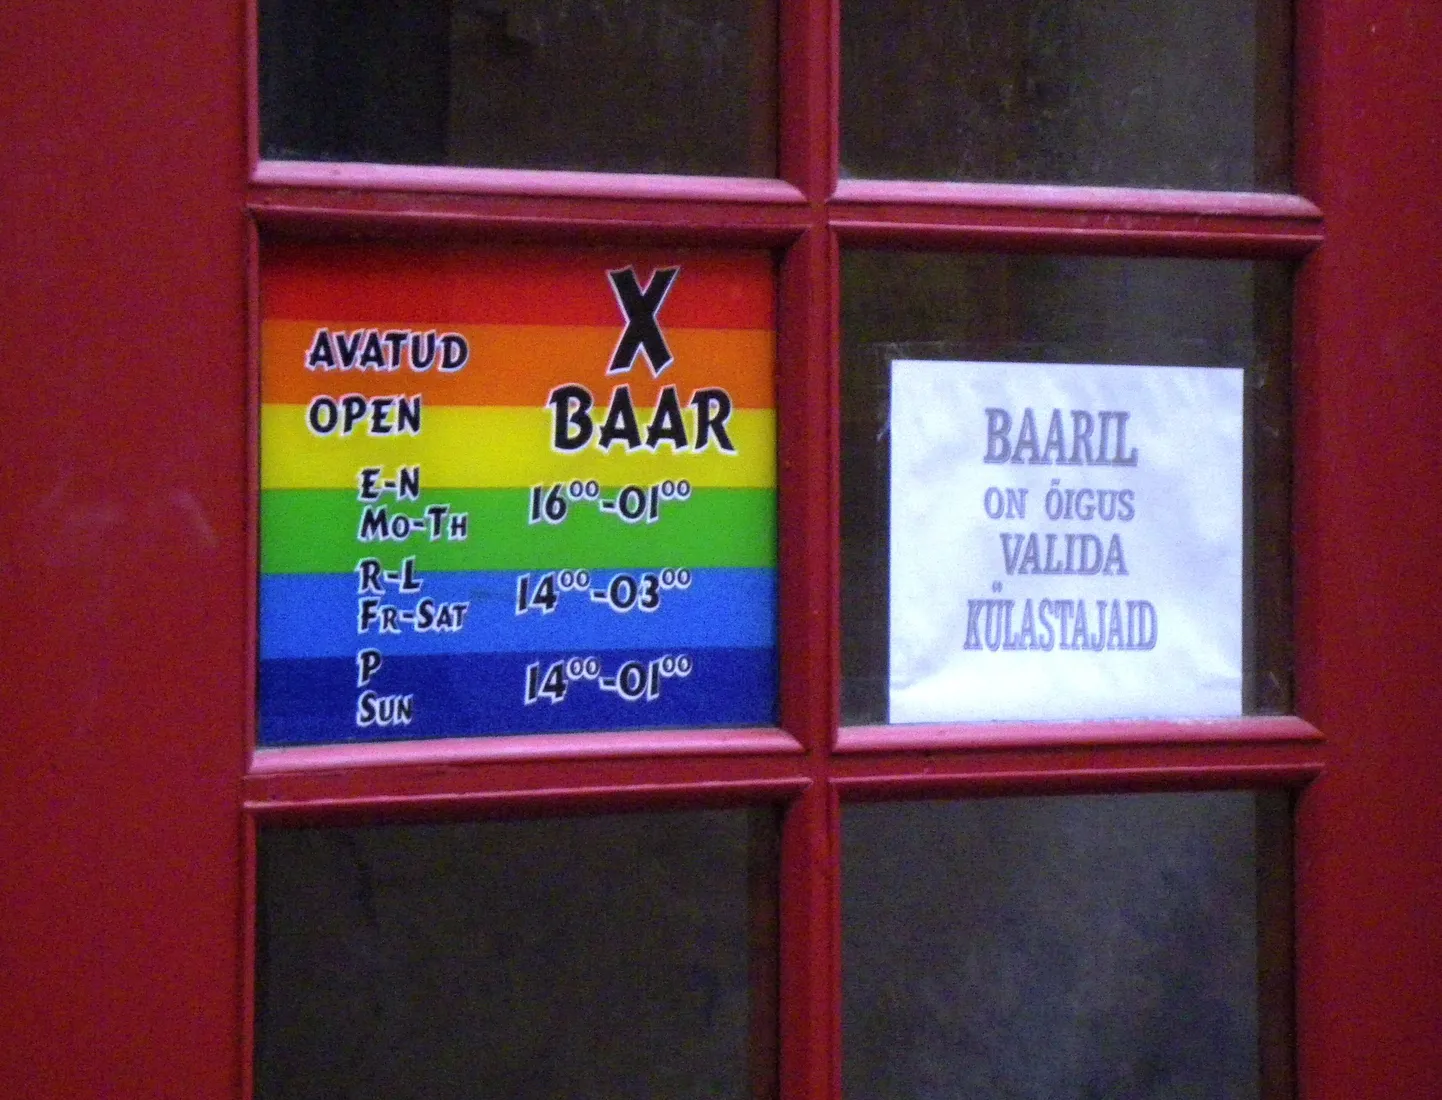 X
BAAR
AVATUD
OPEN
E-N
Mo-Th
16⁰⁰-01⁰⁰
R-L
Fr-Sat
14⁰⁰-03⁰⁰
P
Sun
14⁰⁰-01⁰⁰
BAARIL
ON ÕIGUS
VALIDA
KÜLASTAJAID